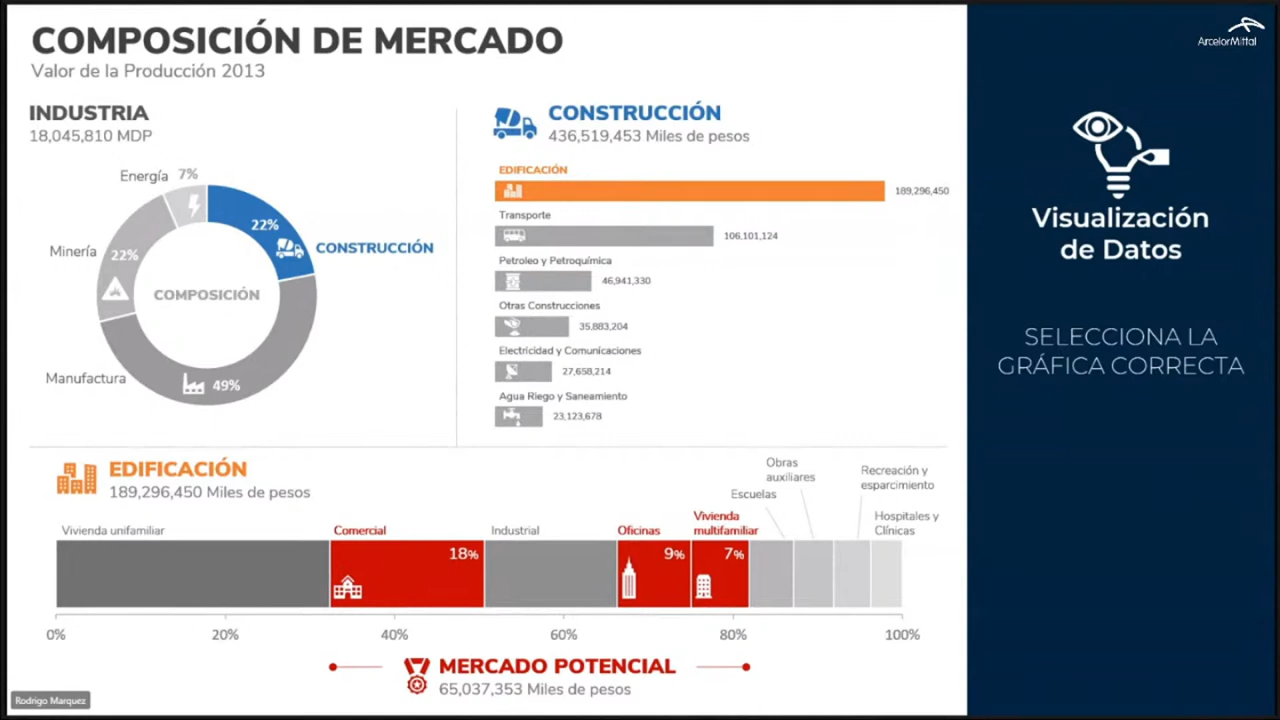 COMPOSICIÓN DE MERCADO
Valor de la Producción 2013
INDUSTRIA
18,045,810 MDP
Energía 7%
22%
CONSTRUCCIÓN
Minería
22%
COMPOSICIÓN
Manufactura
49%
CONSTRUCCIÓN
436,519,453 Miles de pesos
EDIFICACIÓN
189,296,450
Transporte
106,101,124
Petroleo y Petroquímica
46,941,330
Otras Construcciones
35,883,204
Electricidad y Comunicaciones
27,658,214
Agua Riego y Saneamiento
23,123,678
EDIFICACIÓN
189,296,450 Miles de pesos
Vivienda unifamiliar
Comercial
18%
Industrial
Oficinas
9%
Vivienda
multifamiliar
7%
Escuelas
Obras
auxiliares
Recreación y
esparcimiento
Hospitales y
Clínicas
0% 20% 40% 60% 80% 100%
MERCADO POTENCIAL
65,037,353 Miles de pesos
Rodrigo Marquez
ArcelorMittal
Visualización
de Datos
SELECCIONA LA
GRÁFICA CORRECTA